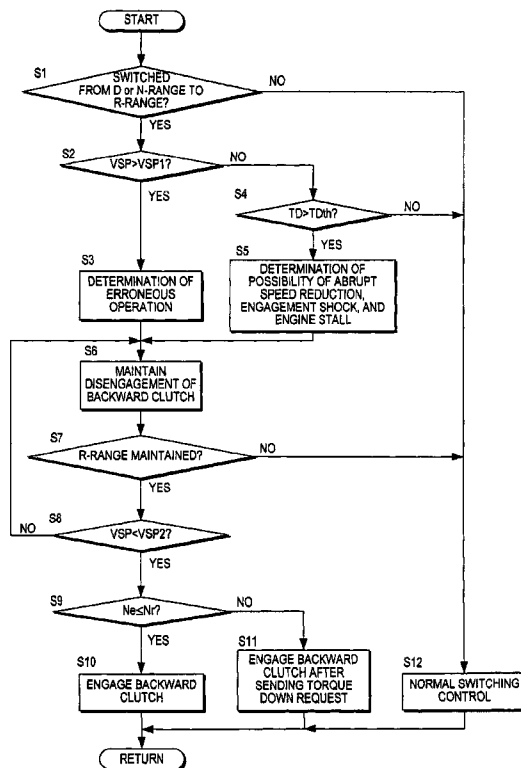 START
S1
SWITCHED
FROM D or N-RANGE TO
R-RANGE?
NO
YES
S2
VSP>VSP1?
NO
YES
S4
TD>TDth?
NO
YES
S3
DETERMINATION OF
ERRONEOUS
OPERATION
S5
DETERMINATION OF
POSSIBILITY OF ABRUPT
SPEED REDUCTION,
ENGAGEMENT SHOCK, AND
ENGINE STALL
S6
MAINTAIN
DISENGAGEMENT OF
BACKWARD CLUTCH
S7
R-RANGE MAINTAINED?
NO
YES
S8
VSP<VSP2?
NO
YES
S9
Ne≤Nr?
NO
YES
S10
ENGAGE BACKWARD
CLUTCH
S11
ENGAGE BACKWARD
CLUTCH AFTER
SENDING TORQUE
DOWN REQUEST
S12
NORMAL SWITCHING
CONTROL
RETURN